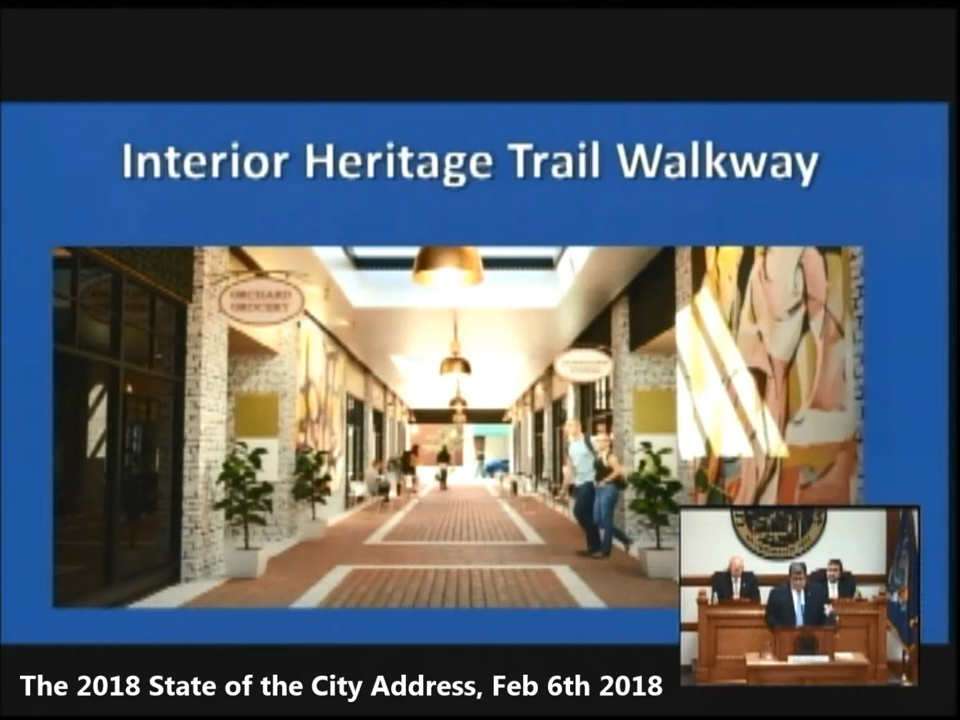 Interior Heritage Trail Walkway
ORCHARD
GROCERY
The 2018 State of the City Address, Feb 6th 2018